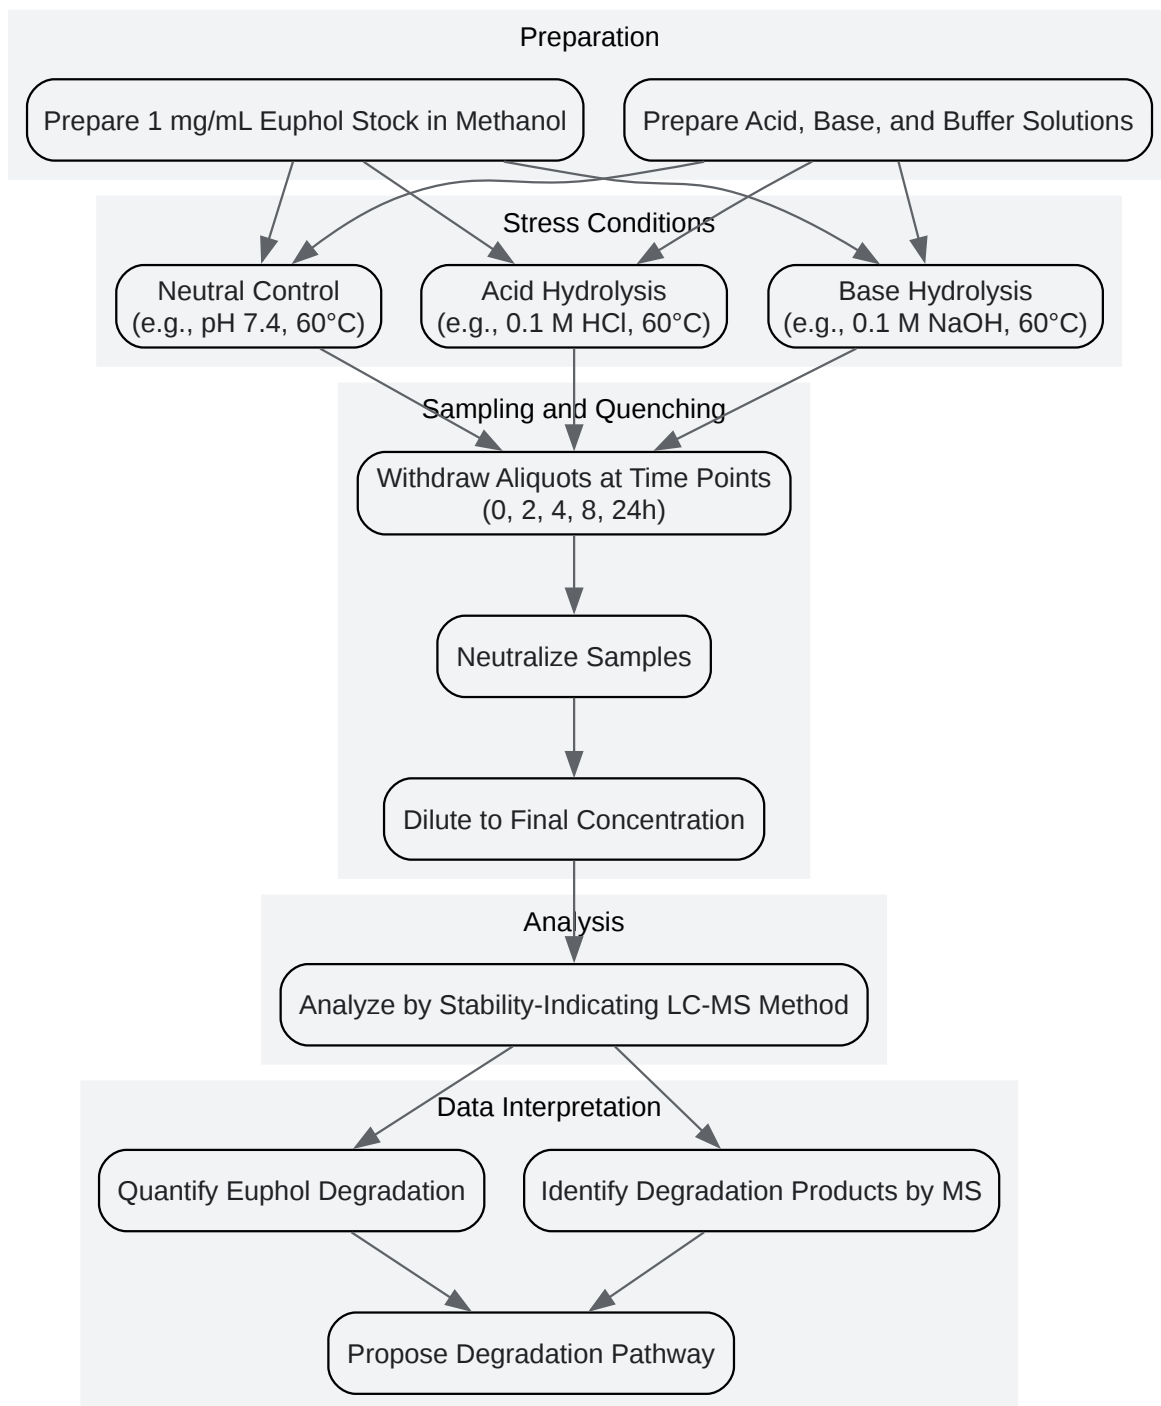 Preparation
Prepare 1 mg/mL Euphol Stock in Methanol
Prepare Acid, Base, and Buffer Solutions
Stress Conditions
Neutral Control
(e.g., pH 7.4, 60°C)
Acid Hydrolysis
(e.g., 0.1 M HCl, 60°C)
Base Hydrolysis
(e.g., 0.1 M NaOH, 60°C)
Sampling and Quenching
Withdraw Aliquots at Time Points
(0, 2, 4, 8, 24h)
Neutralize Samples
Dilute to Final Concentration
Analysis
Analyze by Stability-Indicating LC-MS Method
Data Interpretation
Quantify Euphol Degradation
Identify Degradation Products by MS
Propose Degradation Pathway